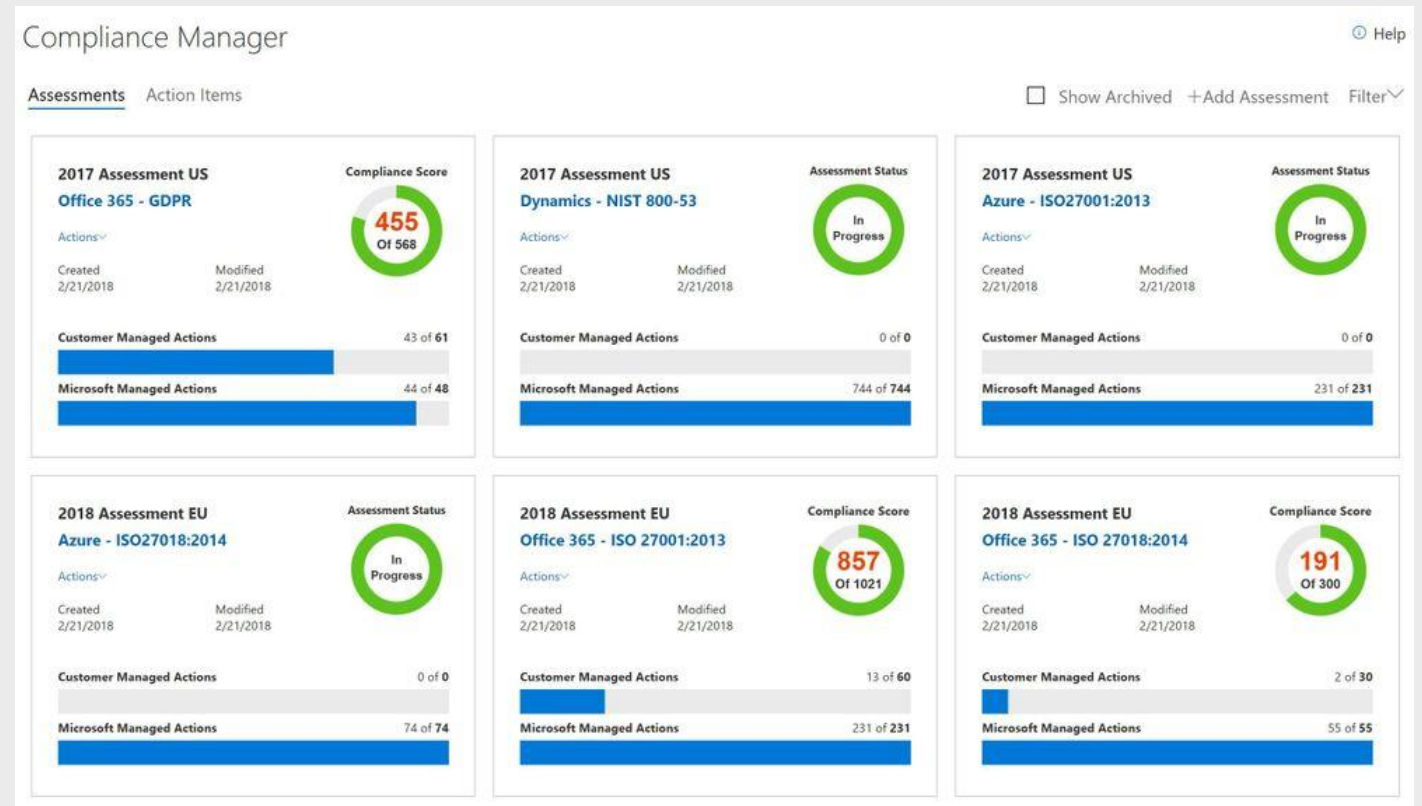 Compliance Manager
Help
Assessments Action Items
Show Archived +Add Assessment Filter
2017 Assessment US
Office 365 - GDPR
Actions
Compliance Score
455
Of 568
Created Modified
2/21/2018 2/21/2018
Customer Managed Actions 43 of 61
Microsoft Managed Actions 44 of 48
2017 Assessment US
Dynamics - NIST 800-53
Actions
Assessment Status
In
Progress
Created Modified
2/21/2018 2/21/2018
Customer Managed Actions 0 of 0
Microsoft Managed Actions 744 of 744
2017 Assessment US
Azure - ISO27001:2013
Actions
Assessment Status
In
Progress
Created Modified
2/21/2018 2/21/2018
Customer Managed Actions 0 of 0
Microsoft Managed Actions 231 of 231
2018 Assessment EU
Azure - ISO27018:2014
Actions
Assessment Status
In
Progress
Created Modified
2/21/2018 2/21/2018
Customer Managed Actions 0 of 0
Microsoft Managed Actions 74 of 74
2018 Assessment EU
Office 365 - ISO 27001:2013
Actions
Compliance Score
857
Of 1021
Created Modified
2/21/2018 2/21/2018
Customer Managed Actions 13 of 60
Microsoft Managed Actions 231 of 231
2018 Assessment EU
Office 365 - ISO 27018:2014
Actions
Compliance Score
191
Of 300
Created Modified
2/21/2018 2/21/2018
Customer Managed Actions 2 of 30
Microsoft Managed Actions 55 of 55